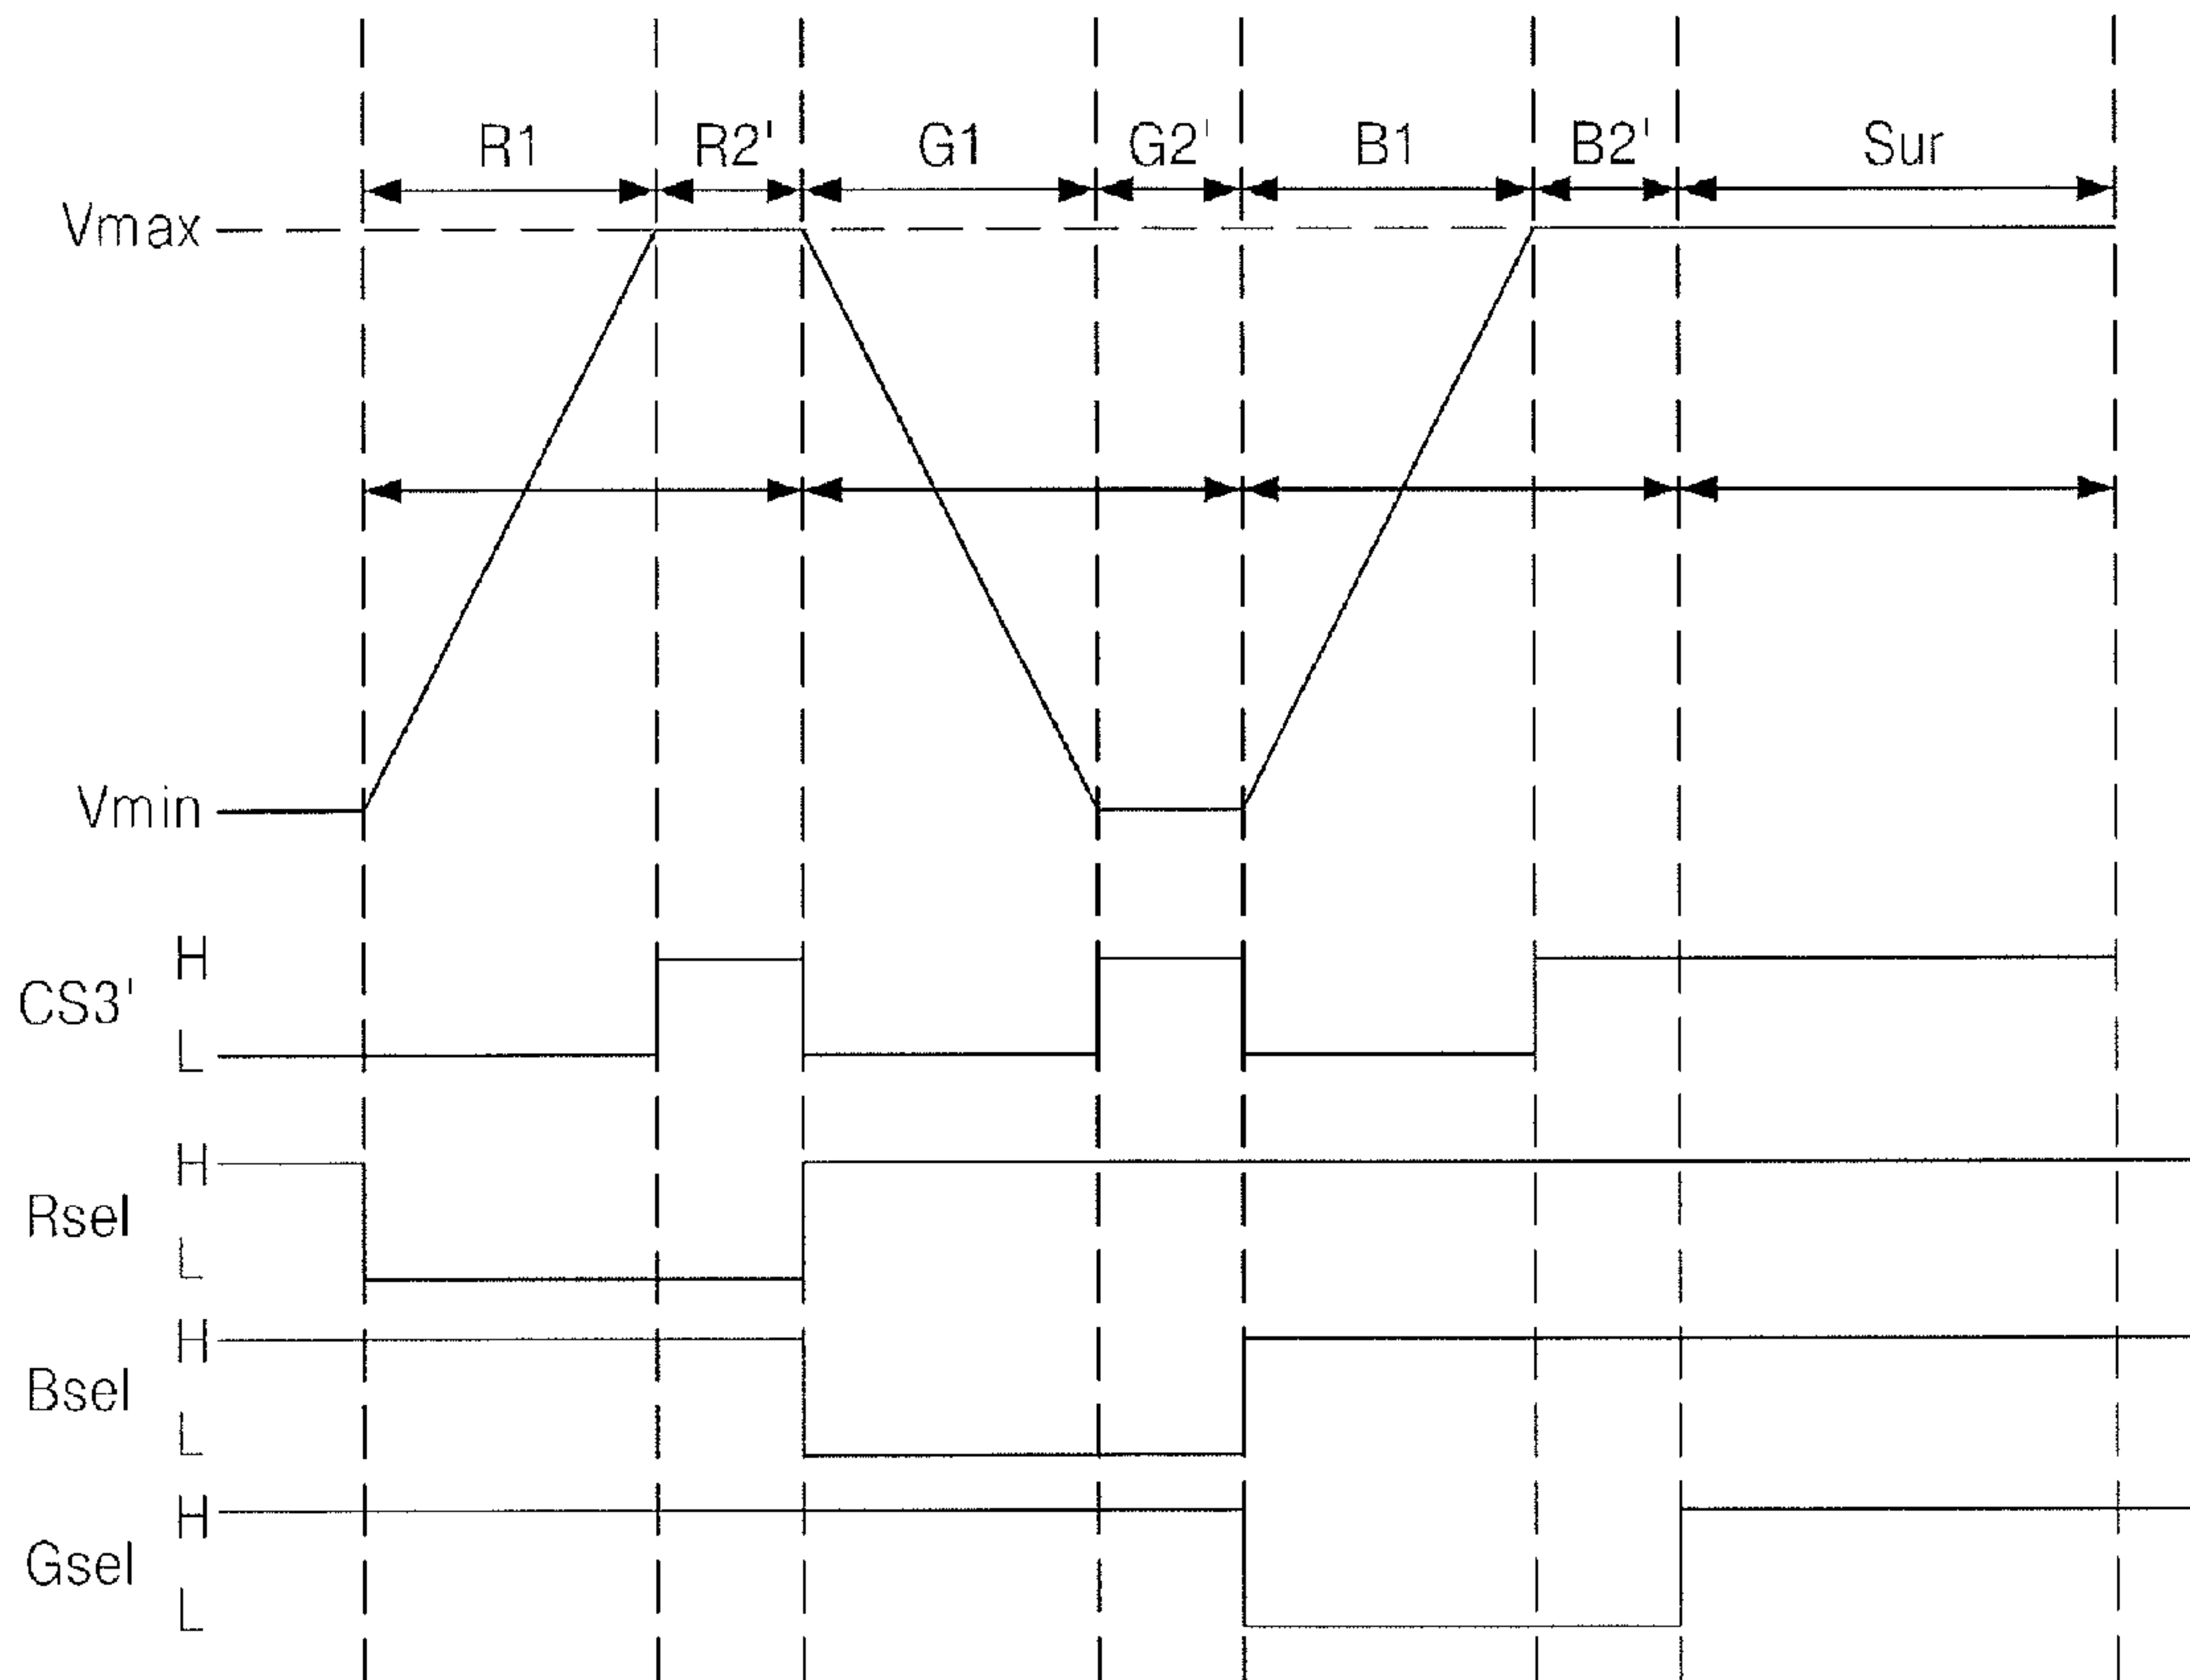 R1 R2' G1 G2' B1 B2' Sur
Vmax
Vmin
H
CS3'
L
H
Rsel
L
H
Bsel
L
H
Gsel
L